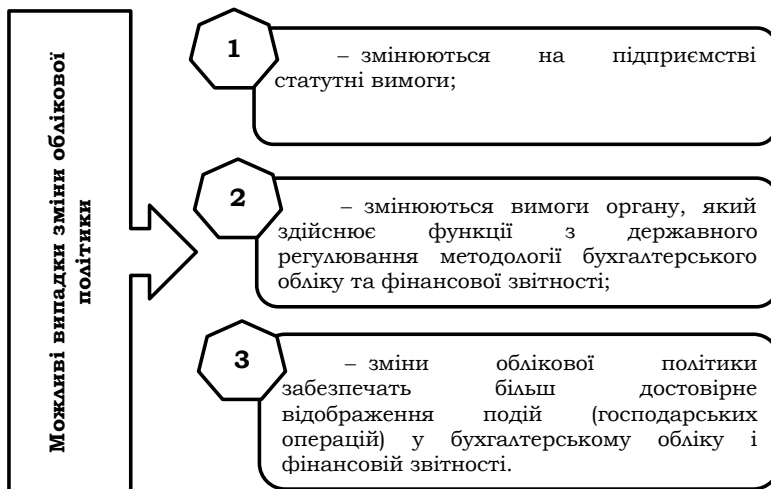 Можливі випадки зміни облікової
політики
1
– змінюються на підприємстві
статутні вимоги;
2
– змінюються вимоги органу, який
здійснює функції з державного
регулювання методології бухгалтерського
обліку та фінансової звітності;
3
– зміни облікової політики
забезпечать більш достовірне
відображення подій (господарських
операцій) у бухгалтерському обліку і
фінансовій звітності.